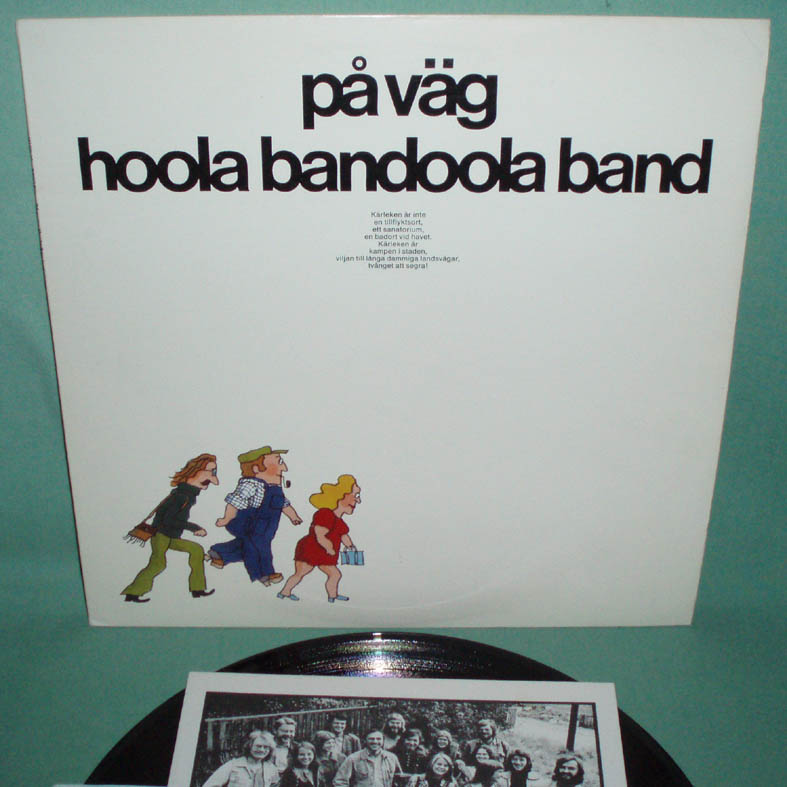 på väg
hoola bandoola band
Kärleken är inte
en tillflyktsort,
ett sanatorium,
en badort vid havet.
Kärleken är
kampen i staden,
viljan till långa dammiga landsvägar,
tvånget att segra!